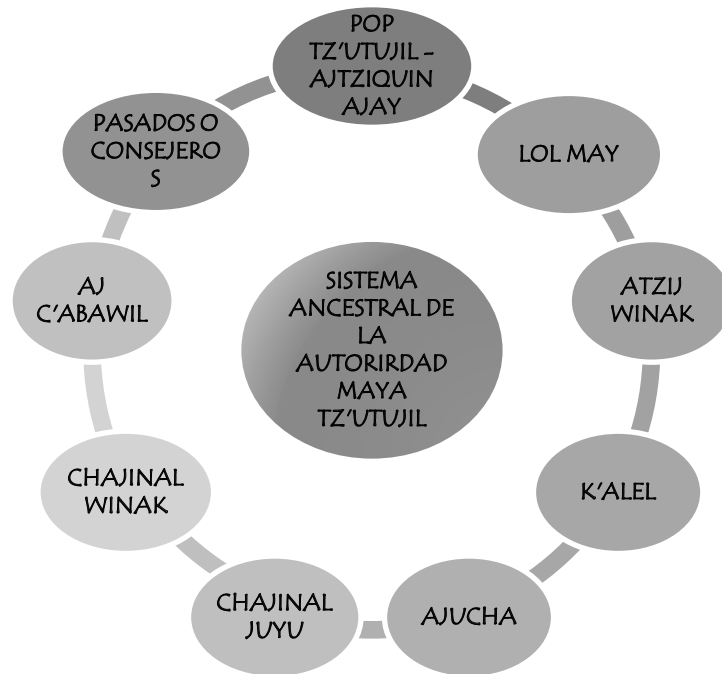 POP
TZ'UTUJIL –
AJTZIQUIN
AJAY
LOL MAY
ATZIJ
WINAK
K'ALEL
AJUCHA
CHAJINAL
JUYU
CHAJINAL
WINAK
AJ
C'ABAWIL
PASADOS O
CONSEJERO
S
SISTEMA
ANCESTRAL DE
LA
AUTORIRDAD
MAYA
TZ'UTUJIL